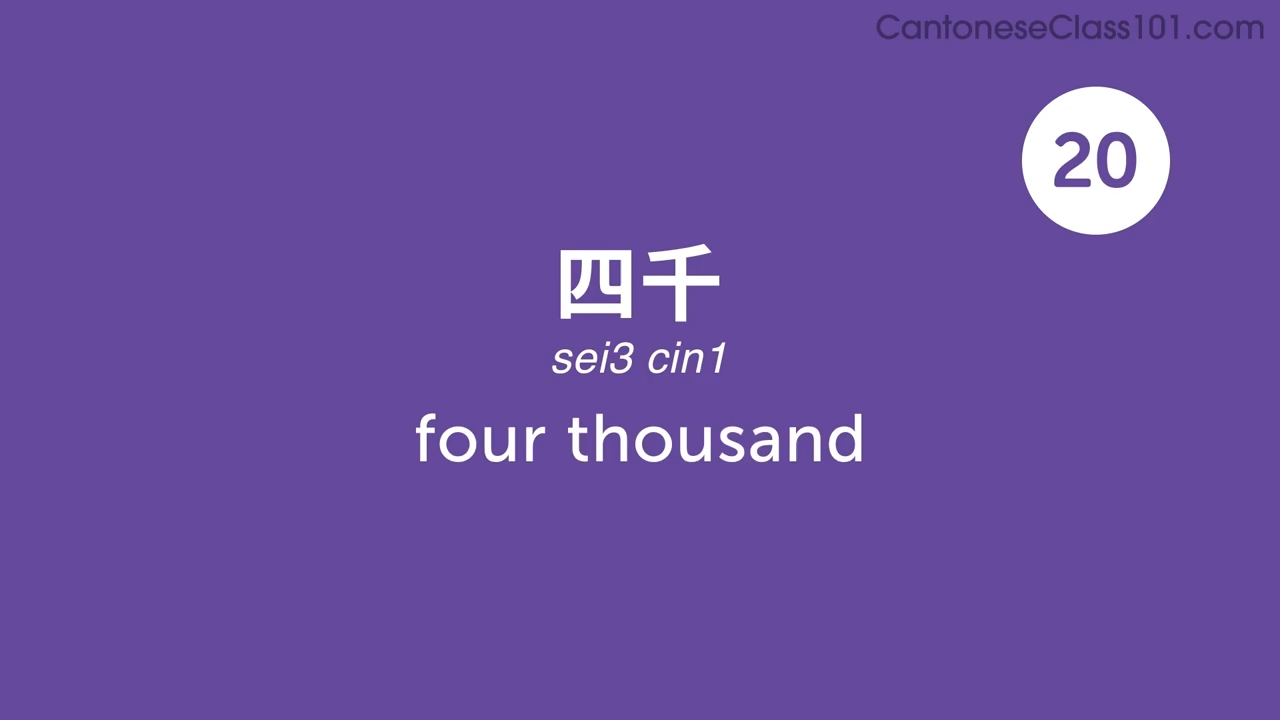 CantoneseClass101.com
20
四千
sei3 cin1
four thousand